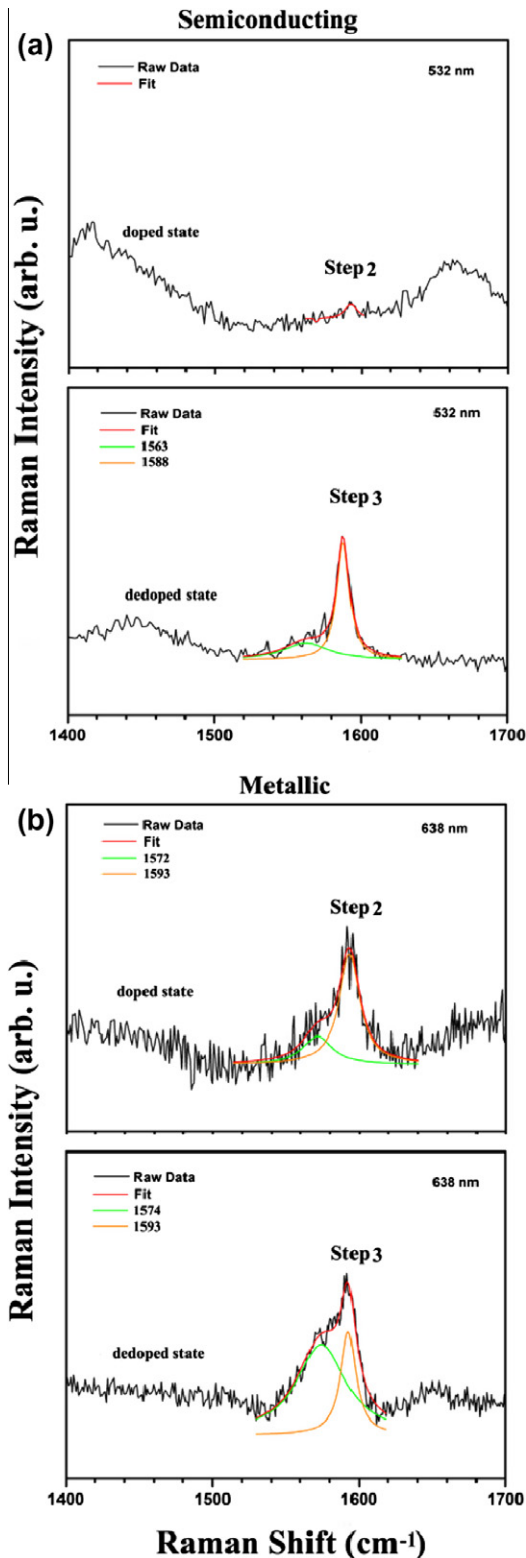 Semiconducting
(a)
Raw Data
Fit
532 nm
doped state
Step 2
Raw Data
Fit
1563
1588
532 nm
Step 3
dedoped state
Raman Intensity (arb. u.)
1400
1500
1600
1700
Metallic
(b)
Raw Data
Fit
1572
1593
638 nm
Step 2
doped state
Raw Data
Fit
1574
1593
638 nm
Step 3
dedoped state
Raman Intensity (arb. u.)
1400
1500
1600
1700
Raman Shift (cm-1)